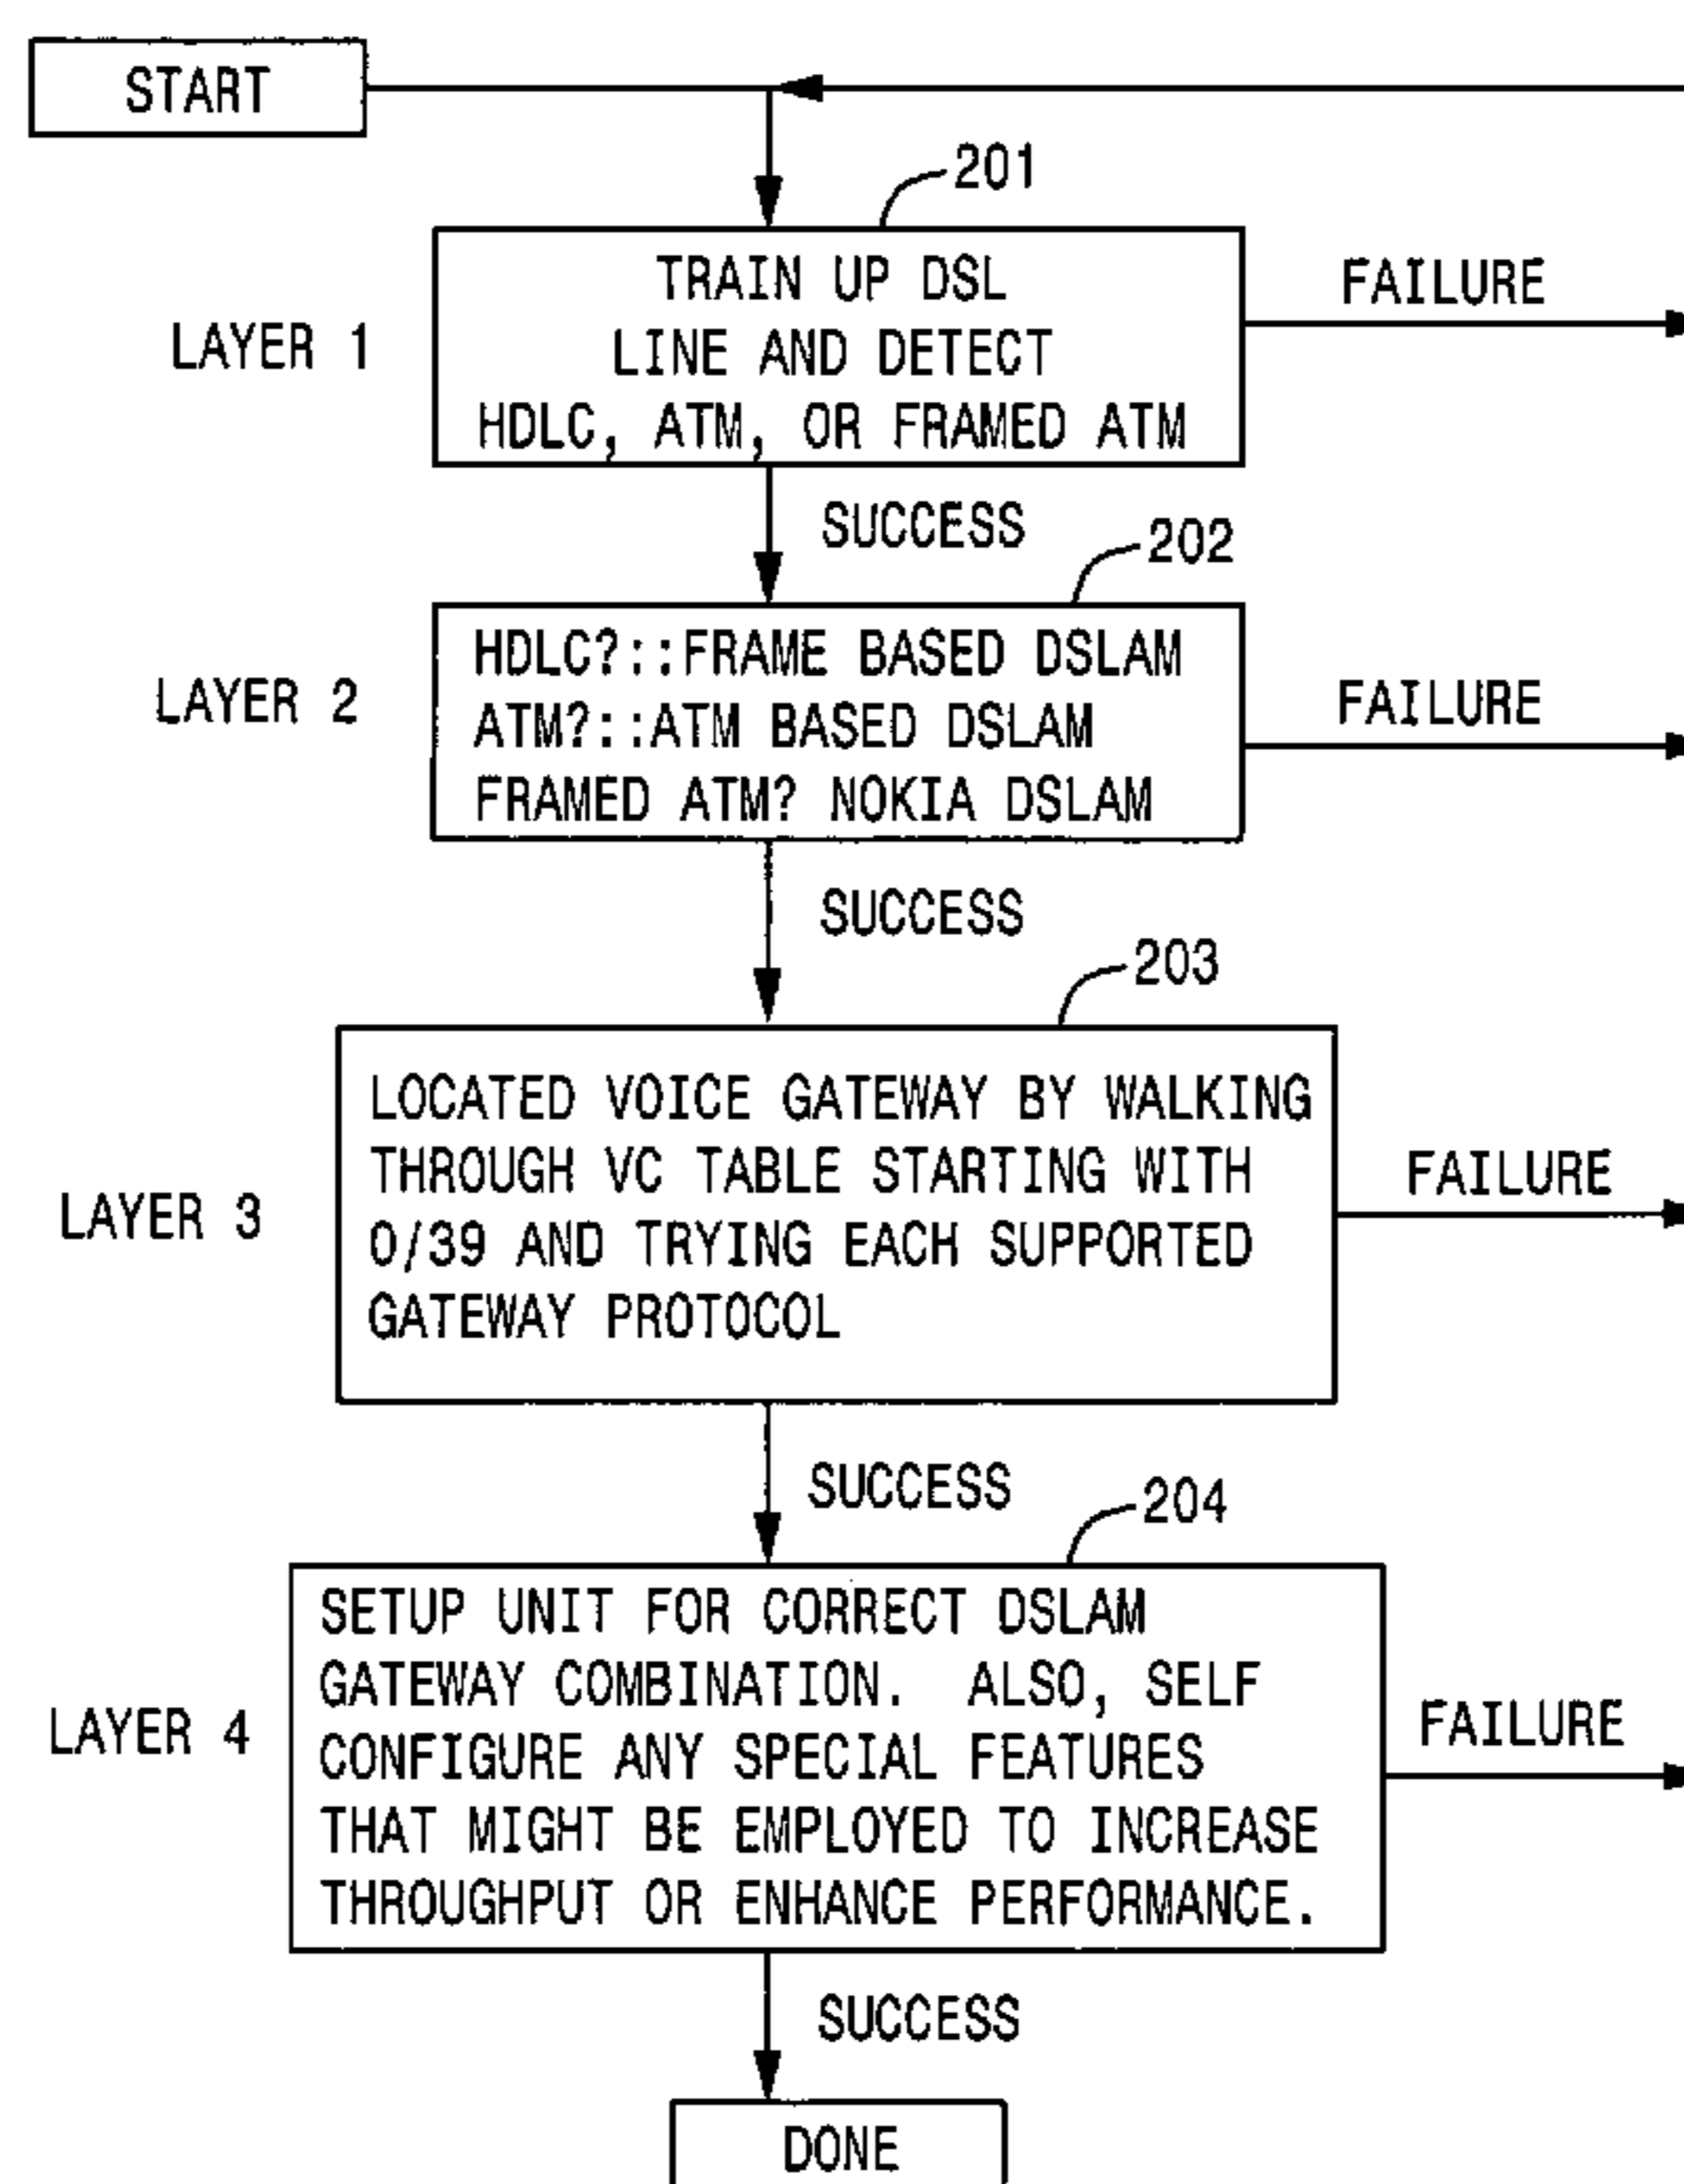 START
201
LAYER 1
TRAIN UP DSL
LINE AND DETECT
HDLC, ATM, OR FRAMED ATM
FAILURE
SUCCESS
202
LAYER 2
HDLC?::FRAME BASED DSLAM
ATM?::ATM BASED DSLAM
FRAMED ATM? NOKIA DSLAM
FAILURE
SUCCESS
203
LAYER 3
LOCATED VOICE GATEWAY BY WALKING
THROUGH VC TABLE STARTING WITH
0/39 AND TRYING EACH SUPPORTED
GATEWAY PROTOCOL
FAILURE
SUCCESS
204
LAYER 4
SETUP UNIT FOR CORRECT DSLAM
GATEWAY COMBINATION. ALSO, SELF
CONFIGURE ANY SPECIAL FEATURES
THAT MIGHT BE EMPLOYED TO INCREASE
THROUGHPUT OR ENHANCE PERFORMANCE.
FAILURE
SUCCESS
DONE